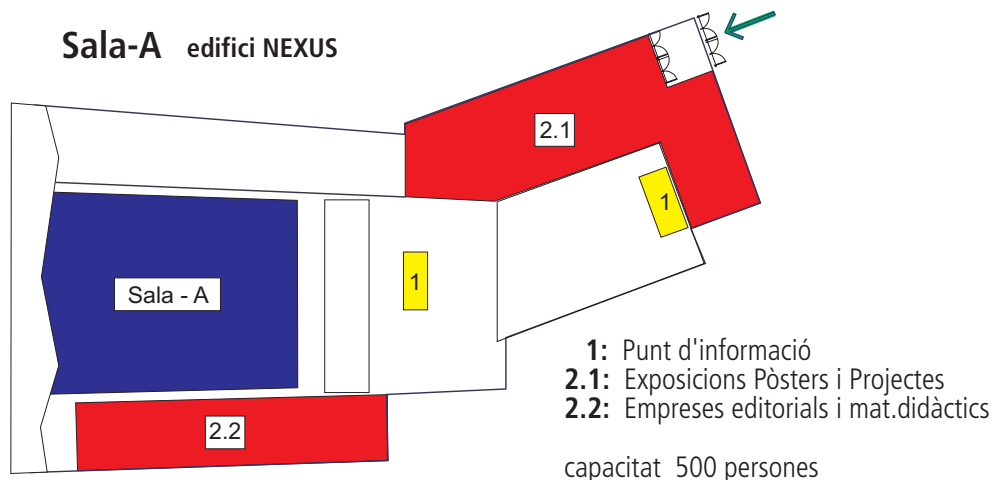 Sala-A edifici NEXUS
2.1
1
1
Sala - A
2.2
1: Punt d'informació
2.1: Exposicions Pòsters i Projectes
2.2: Empreses editorials i mat.didàctics
capacitat 500 persones